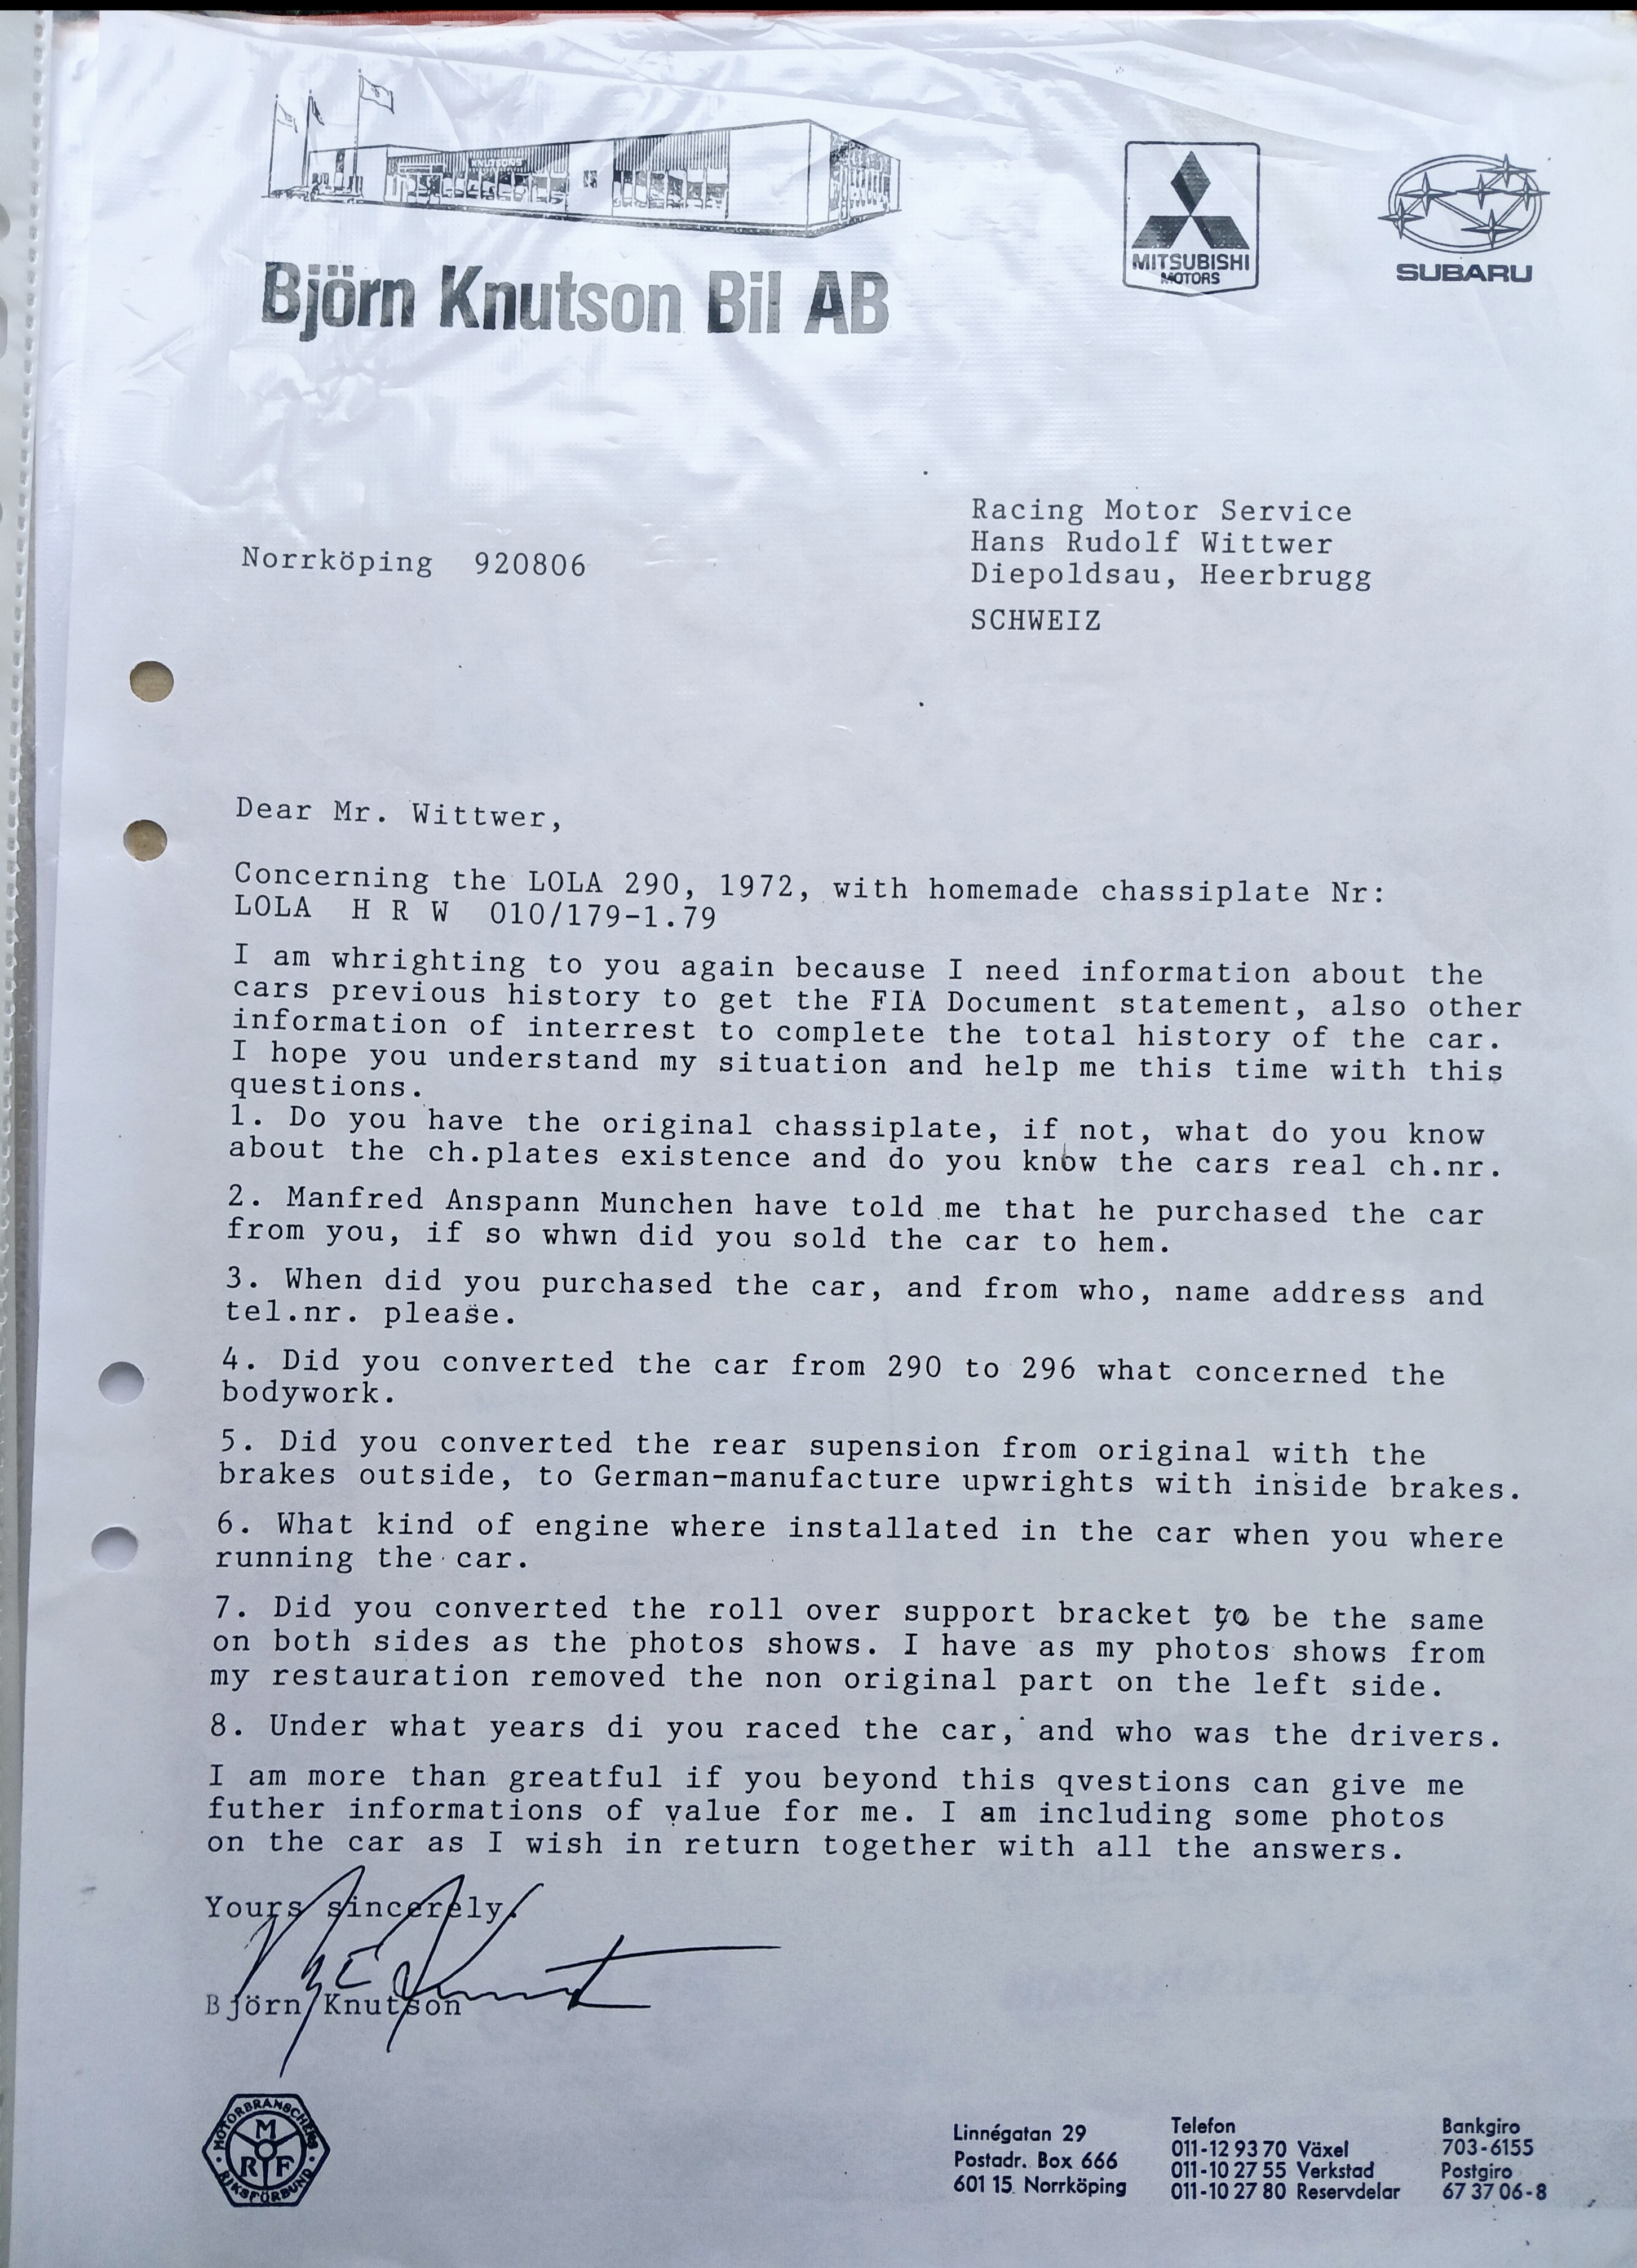 KNUTSONS
Björn Knutson Bil AB
MITSUBISHI
MOTORS
SUBARU
Racing Motor Service
Hans Rudolf Wittwer
Diepoldsau, Heerbrugg
SCHWEIZ
Norrköping 920806
Dear Mr. Wittwer,
Concerning the LOLA 290, 1972, with homemade chassiplate Nr:
LOLA H R W 010/179-1.79
I am whrighting to you again because I need information about the
cars previous history to get the FIA Document statement, also other
information of interrest to complete the total history of the car.
I hope you understand my situation and help me this time with this
questions.
1. Do you have the original chassiplate, if not, what do you know
about the ch.plates existence and do you know the cars real ch.nr.
2. Manfred Anspann Munchen have told me that he purchased the car
from you, if so whwn did you sold the car to hem.
3. When did you purchased the car, and from who, name address and
tel.nr. please.
4. Did you converted the car from 290 to 296 what concerned the
bodywork.
5. Did you converted the rear supension from original with the
brakes outside, to German-manufacture upwrights with inside brakes.
6. What kind of engine where installated in the car when you where
running the car.
7. Did you converted the roll over support bracket to be the same
on both sides as the photos shows. I have as my photos shows from
my restauration removed the non original part on the left side.
8. Under what years di you raced the car, and who was the drivers.
I am more than greatful if you beyond this qvestions can give me
futher informations of value for me. I am including some photos
on the car as I wish in return together with all the answers.
Yours sincerely,
Björn Knutson
MOTORBRANSCHENS
M
R F
RIKSFÖRBUND
Linnégatan 29
Postadr. Box 666
601 15 Norrköping
Telefon
011-12 93 70 Växel
011-10 27 55 Verkstad
011-10 27 80 Reservdelar
Bankgiro
703-6155
Postgiro
67 37 06-8